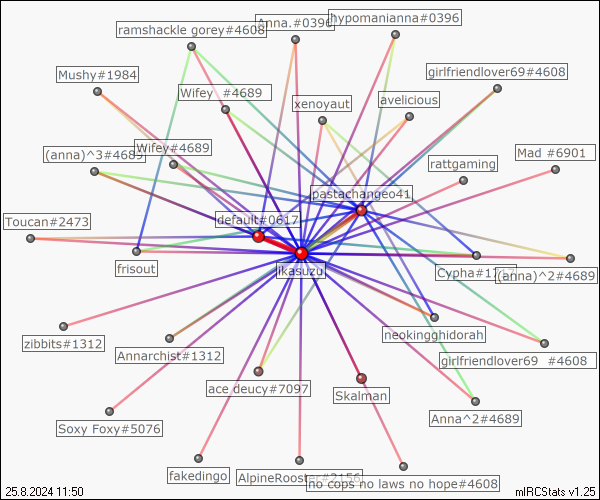 ramshackle gorey#4608
Anna.#0396
hypomanianna#0396
Mushy#1984
girlfriendlover69#4608
Wifey #4689
xenoyaut
avelicious
(anna)^3#4689
Wifey#4689
rattgaming
Mad #6901
pastachangeo41
Toucan#2473
default#0617
frisout
ikasuzu
Cypha#1
(anna)^2#4689
zibbits#1312
Annarchist#1312
neokingghidorah
girlfriendlover69 #4608
ace deucy#7097
Skalman
Soxy Foxy#5076
Anna^2#4689
fakedingo
AlpineRooster#2156
no cops no laws no hope#4608
25.8.2024 11:50
mIRCStats v1.25